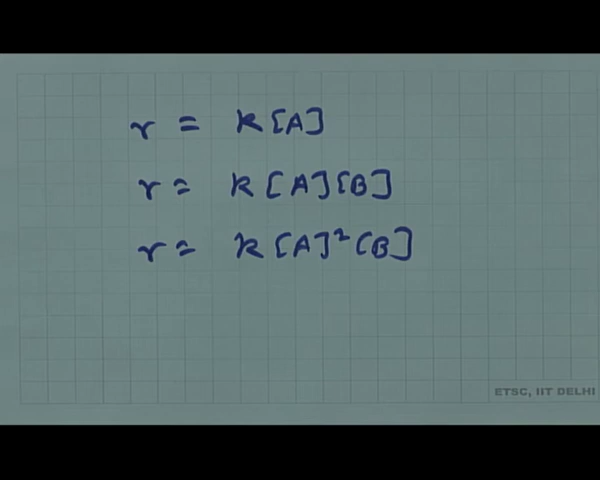 r = k[A]
r = k[A][B]
r = k[A]²[B]
ETSC, IIT DELHI